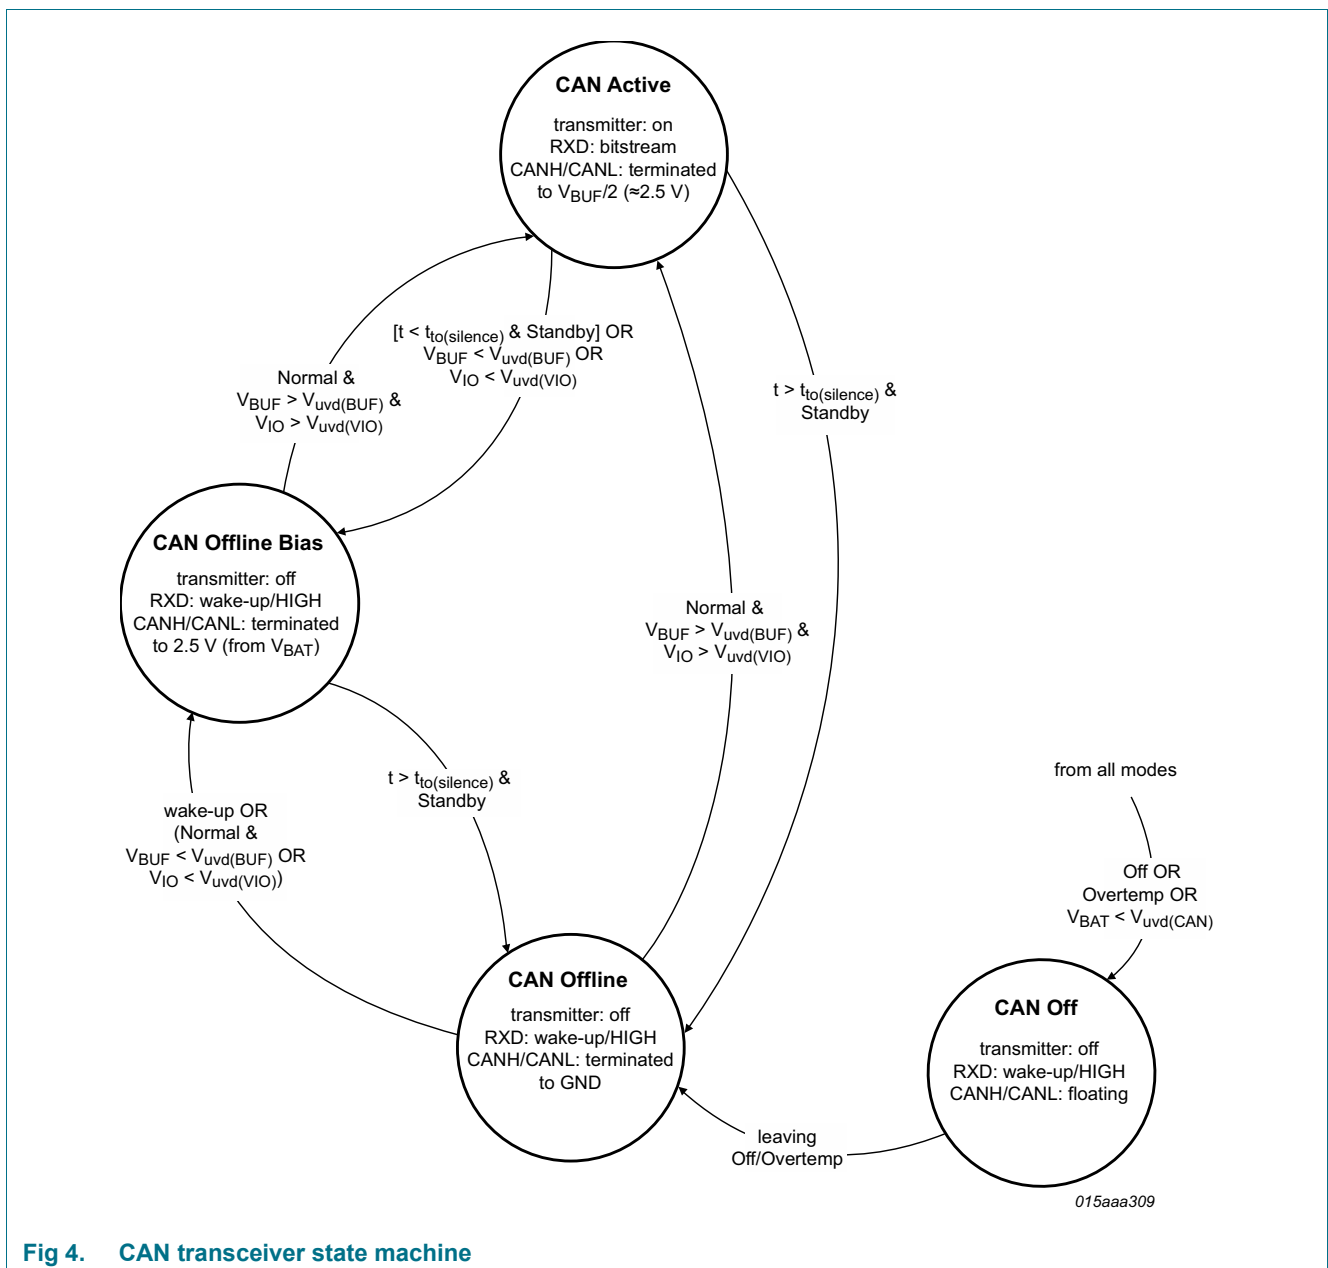 CAN Active
transmitter: on
RXD: bitstream
CANH/CANL: terminated
to VBUF/2 (≈2.5 V)
[t < tto(silence) & Standby] OR
VBUF < Vuvd(BUF) OR
VIO < Vuvd(VIO)
Normal &
VBUF > Vuvd(BUF) &
VIO > Vuvd(VIO)
t > tto(silence) &
Standby
CAN Offline Bias
transmitter: off
RXD: wake-up/HIGH
CANH/CANL: terminated
to 2.5 V (from VBAT)
Normal &
VBUF > Vuvd(BUF) &
VIO > Vuvd(VIO)
t > tto(silence) &
Standby
wake-up OR
(Normal &
VBUF < Vuvd(BUF) OR
VIO < Vuvd(VIO))
from all modes
Off OR
Overtemp OR
VBAT < Vuvd(CAN)
CAN Offline
transmitter: off
RXD: wake-up/HIGH
CANH/CANL: terminated
to GND
CAN Off
transmitter: off
RXD: wake-up/HIGH
CANH/CANL: floating
leaving
Off/Overtemp
015aaa309
Fig 4. CAN transceiver state machine